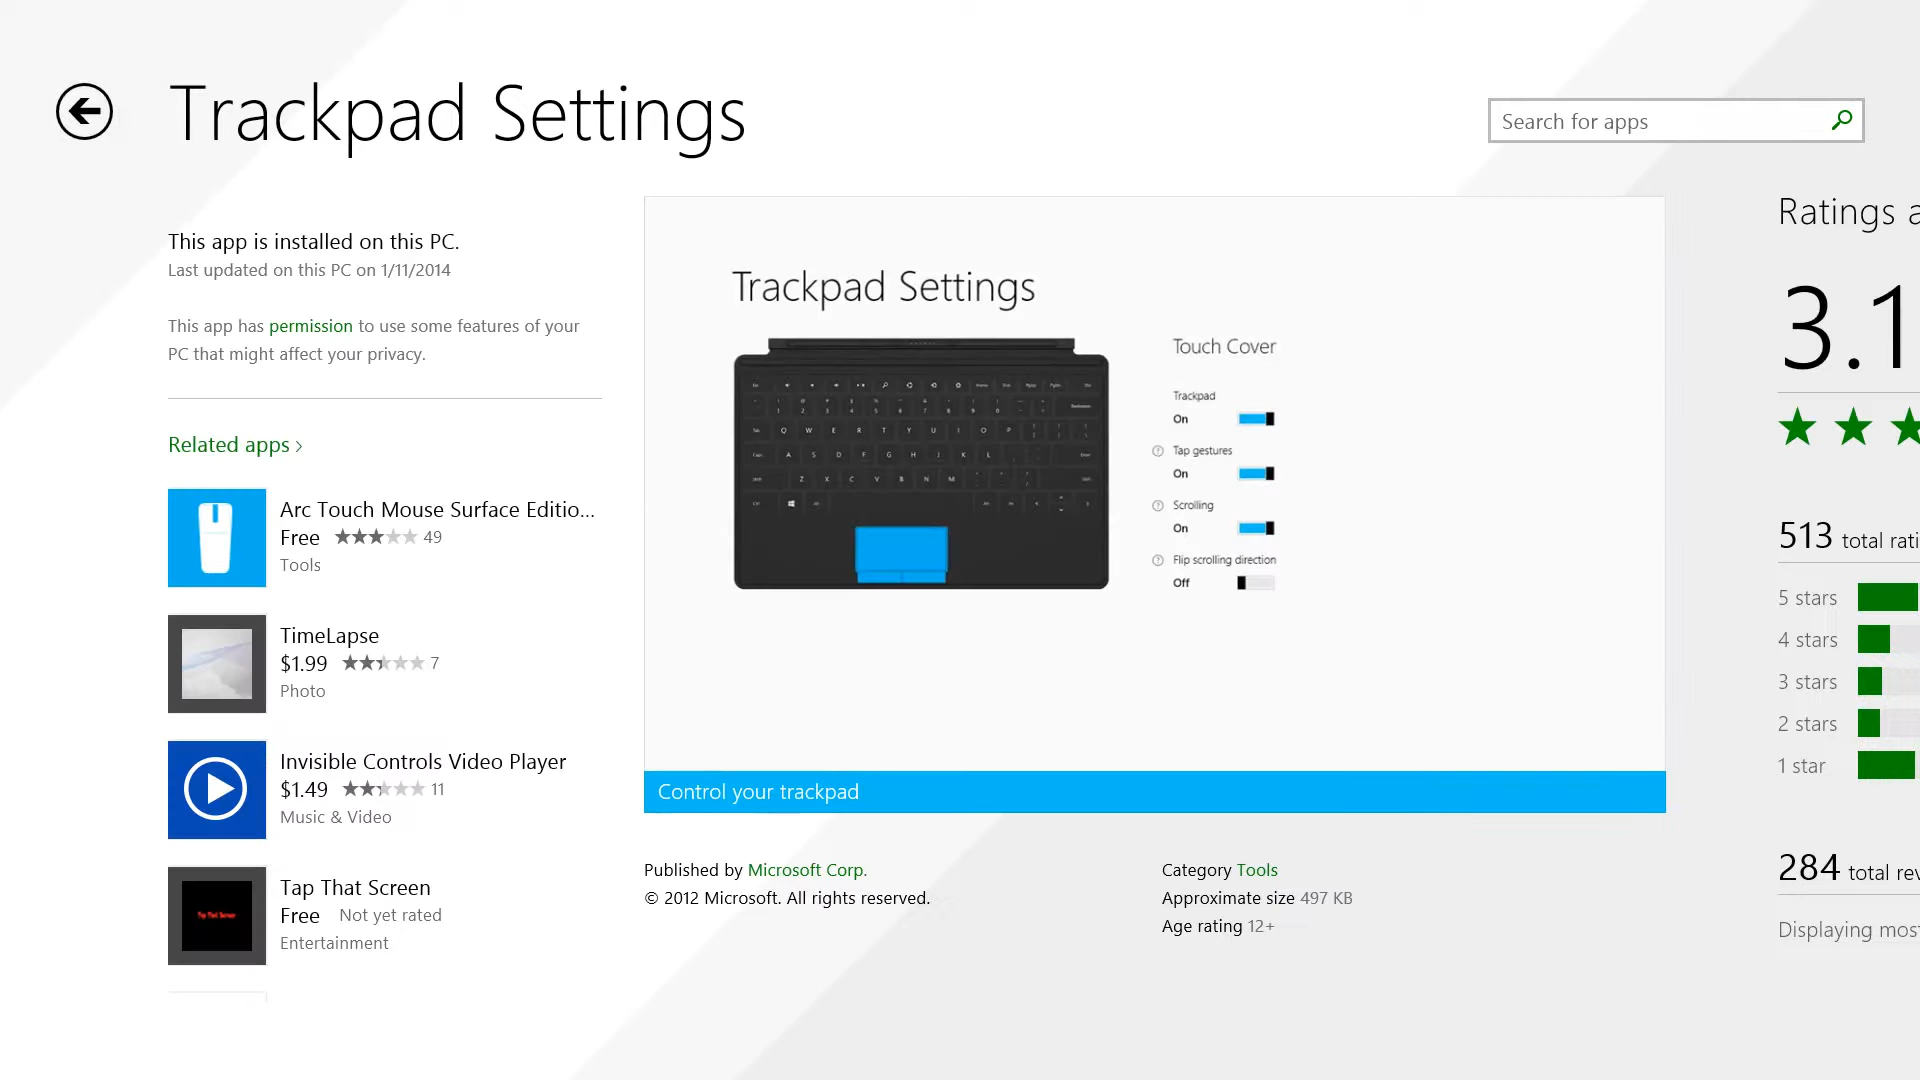 Trackpad Settings
Search for apps
This app is installed on this PC.
Last updated on this PC on 1/11/2014
This app has permission to use some features of your
PC that might affect your privacy.
Related apps
Arc Touch Mouse Surface Editio...
Free 49
Tools
TimeLapse
$1.99 7
Photo
Invisible Controls Video Player
$1.49 11
Music & Video
Tap That Screen
Tap That Screen
Free Not yet rated
Entertainment
Trackpad Settings
Touch Cover
Trackpad
On
Tap gestures
On
Scrolling
On
Flip scrolling direction
Off
Q W E R T Y U I O P
A S D F G H J K L
Z X C V B N M
Control your trackpad
Published by Microsoft Corp.
© 2012 Microsoft. All rights reserved.
Category Tools
Approximate size 497 KB
Age rating 12+
Ratings a
3.1
513 total rati
5 stars
4 stars
3 stars
2 stars
1 star
284 total rev
Displaying mos